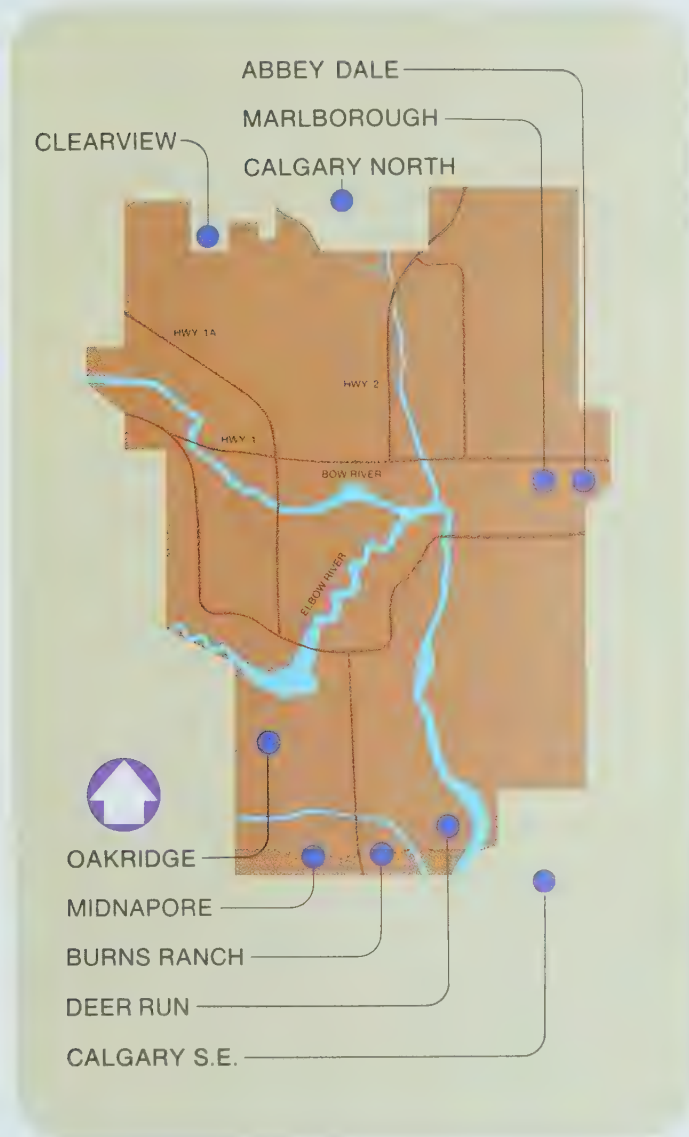 ABBEY DALE
MARLBOROUGH
CLEARVIEW
CALGARY NORTH
HWY 1A
HWY 2
HWY 1
BOW RIVER
ELBOW RIVER
OAKRIDGE
MIDNAPORE
BURNS RANCH
DEER RUN
CALGARY S.E.